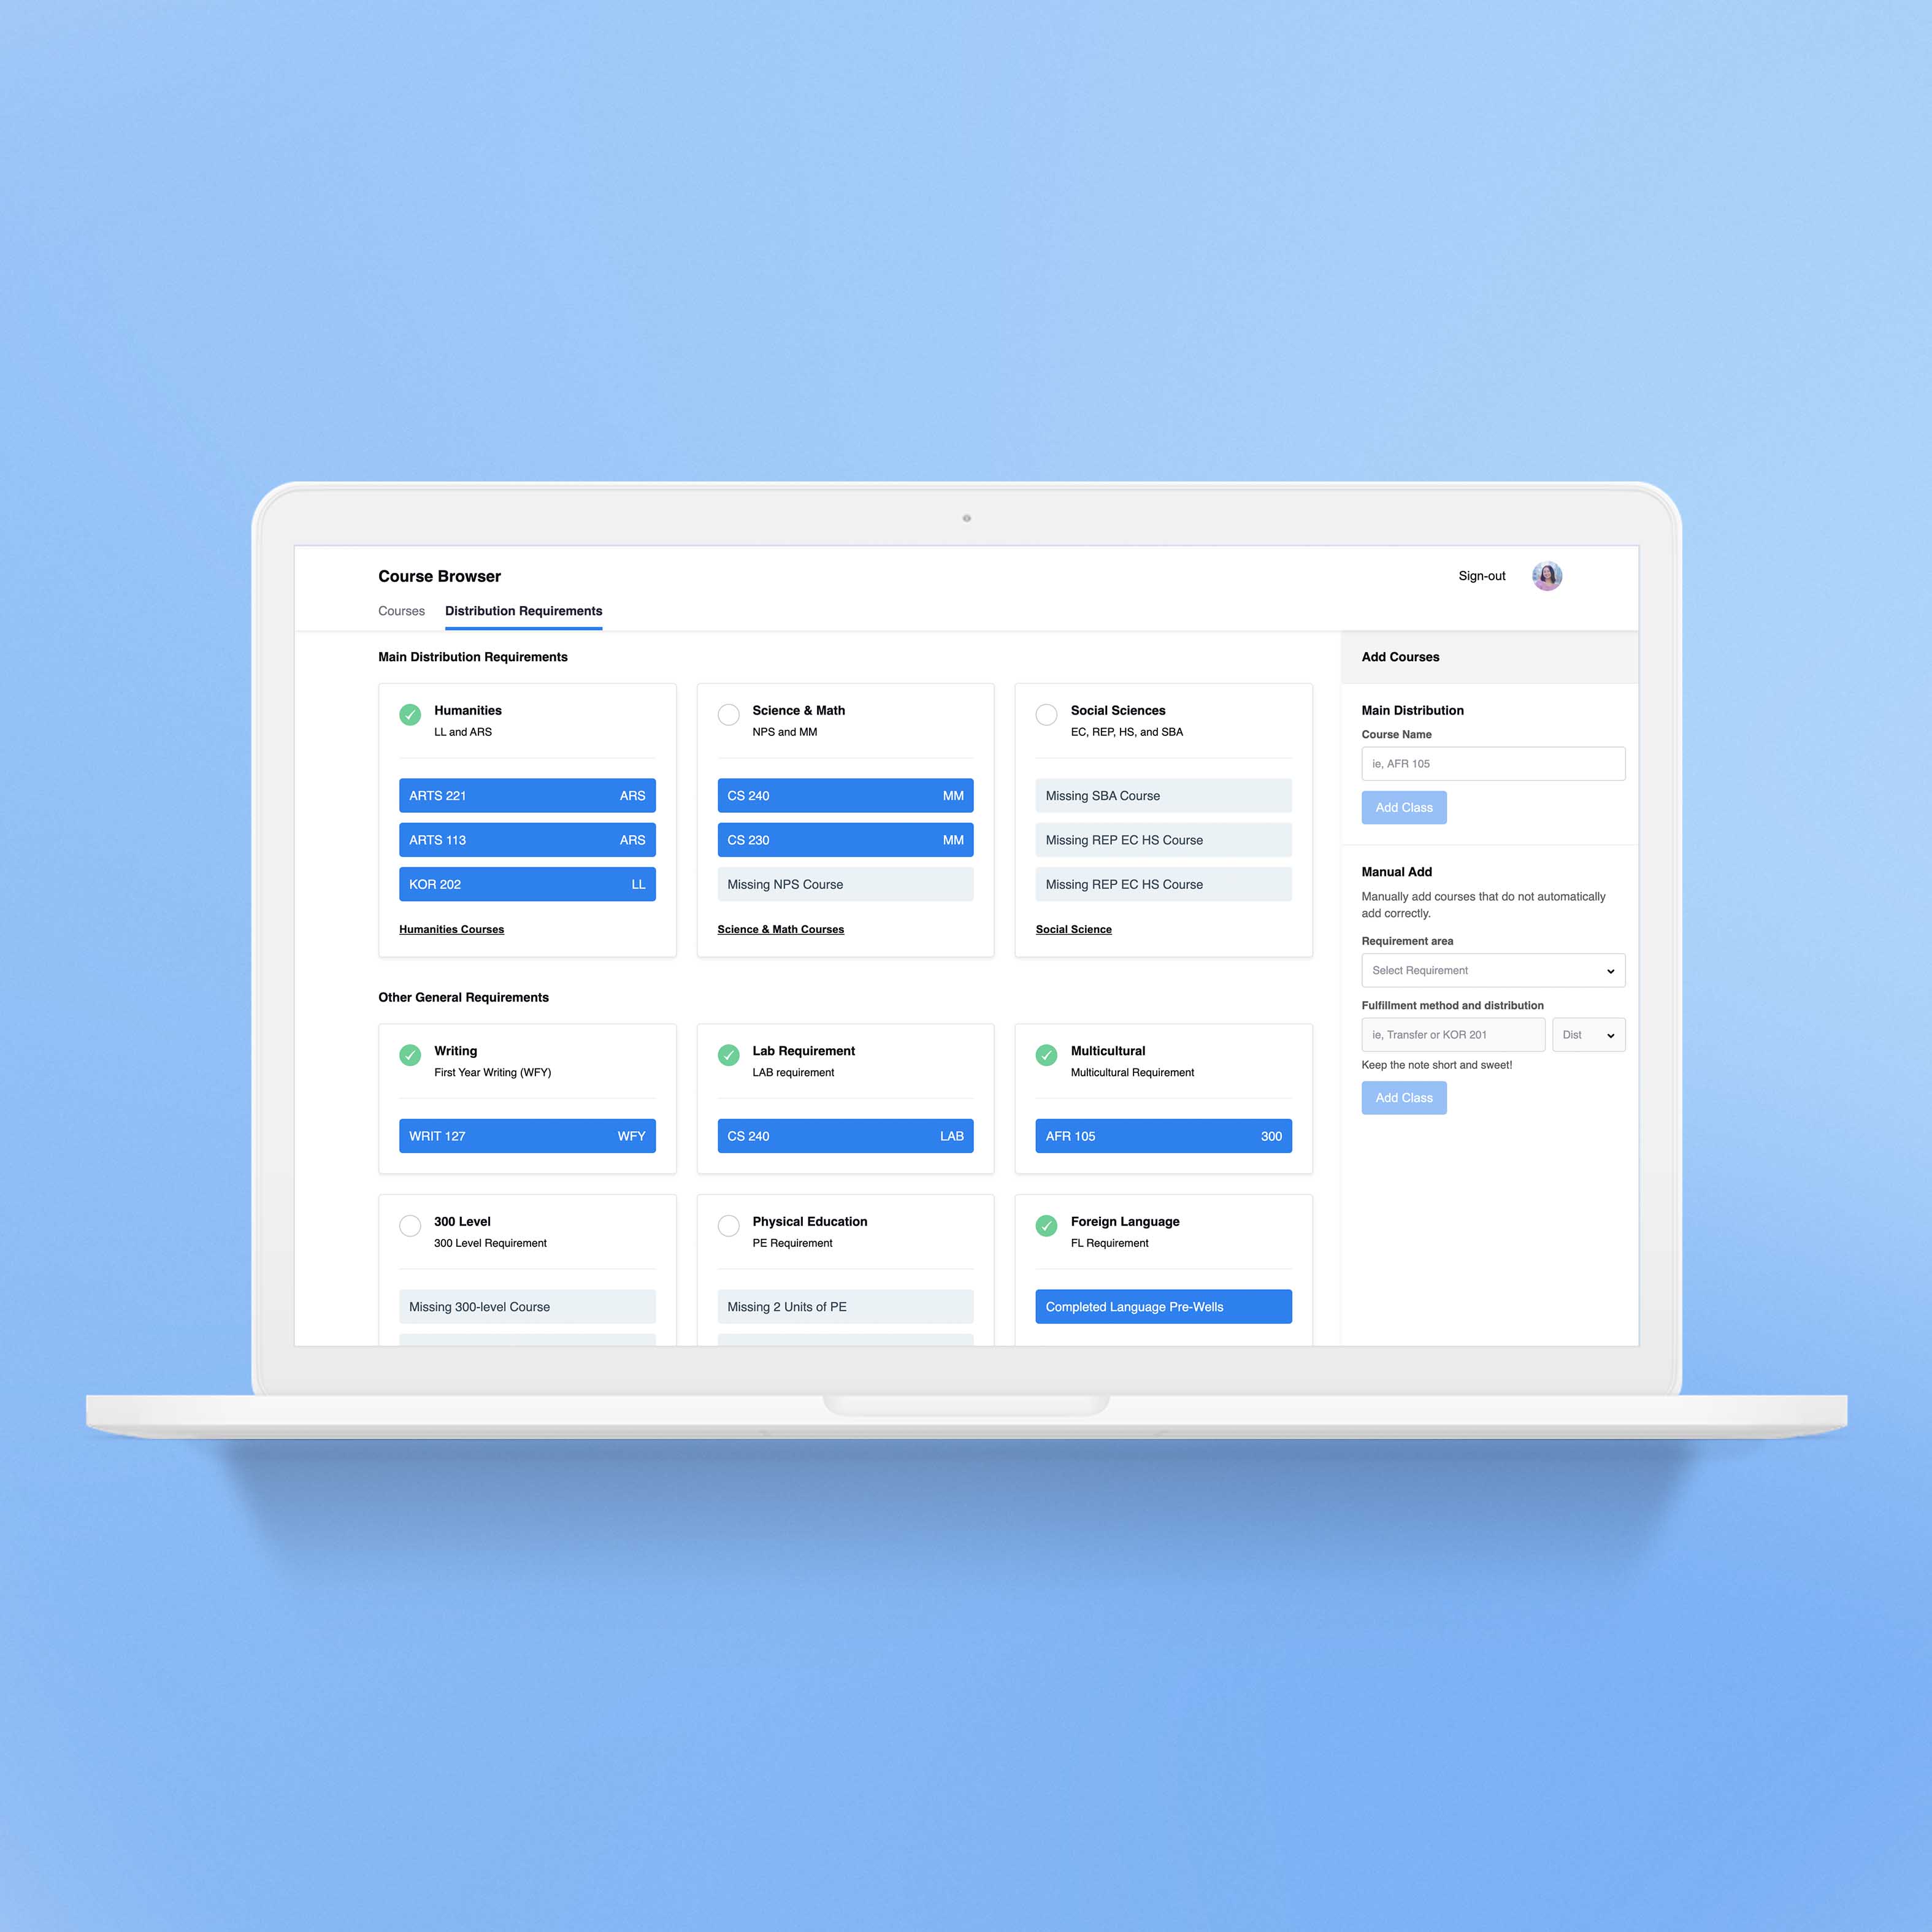 Course Browser
Sign-out
Courses
Distribution Requirements
Main Distribution Requirements
Humanities
LL and ARS
ARTS 221 ARS
ARTS 113 ARS
KOR 202 LL
Humanities Courses
Science & Math
NPS and MM
CS 240 MM
CS 230 MM
Missing NPS Course
Science & Math Courses
Social Sciences
EC, REP, HS, and SBA
Missing SBA Course
Missing REP EC HS Course
Missing REP EC HS Course
Social Science
Other General Requirements
Writing
First Year Writing (WFY)
WRIT 127 WFY
Lab Requirement
LAB requirement
CS 240 LAB
Multicultural
Multicultural Requirement
AFR 105 300
300 Level
300 Level Requirement
Missing 300-level Course
Physical Education
PE Requirement
Missing 2 Units of PE
Foreign Language
FL Requirement
Completed Language Pre-Wells
Add Courses
Main Distribution
Course Name
ie, AFR 105
Add Class
Manual Add
Manually add courses that do not automatically
add correctly.
Requirement area
Select Requirement
Fulfillment method and distribution
ie, Transfer or KOR 201
Dist
Keep the note short and sweet!
Add Class